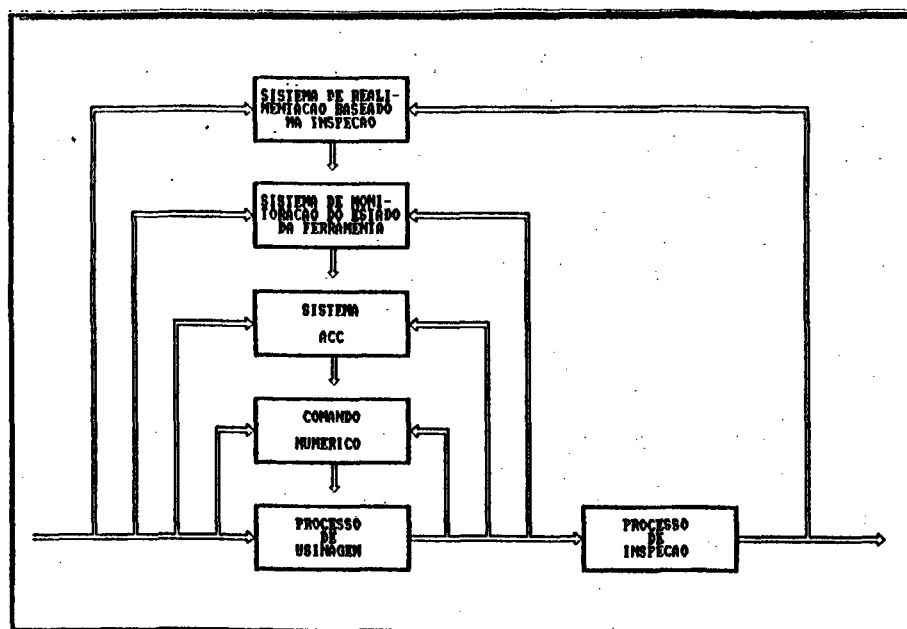 SISTEMA DE REALI-
MENTACAO BASEADO
NA INSPECAO
SISTEMA DE MONI-
TORACAO DO ESTADO
DA FERRAMENTA
SISTEMA
ACC
COMANDO
NUMERICO
PROCESSO
DE
USINAGEM
PROCESSO
DE
INSPECAO